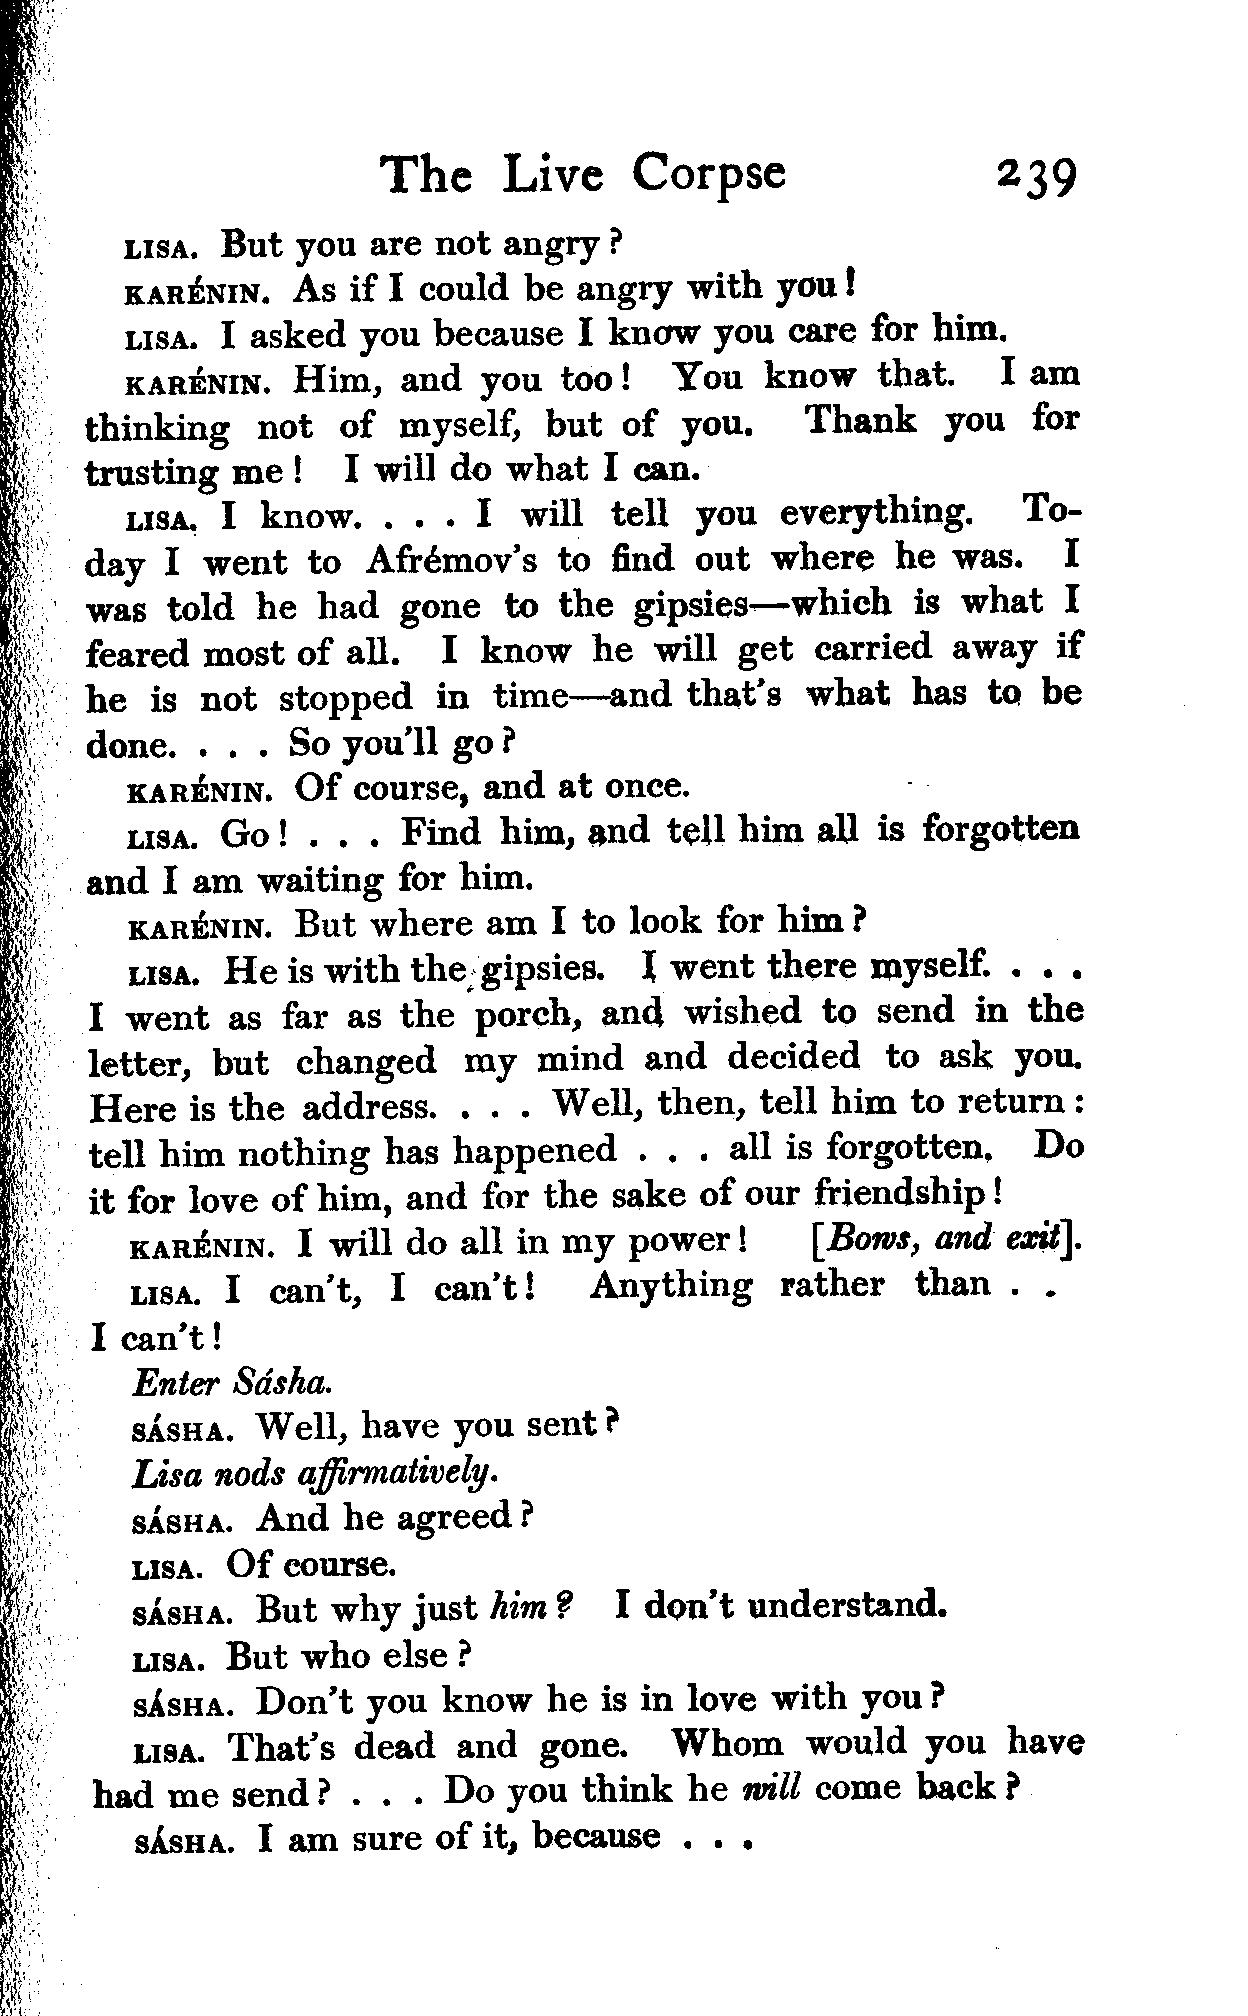 The Live Corpse 239
LISA. But you are not angry?
KARÉNIN. As if I could be angry with you!
LISA. I asked you because I know you care for him.
KARÉNIN. Him, and you too! You know that. I am
thinking not of myself, but of you. Thank you for
trusting me! I will do what I can.
LISA. I know. . . . I will tell you everything. To-
day I went to Afrémov's to find out where he was. I
was told he had gone to the gipsies—which is what I
feared most of all. I know he will get carried away if
he is not stopped in time—and that's what has to be
done. . . . So you'll go?
KARÉNIN. Of course, and at once.
LISA. Go! . . . Find him, and tell him all is forgotten
and I am waiting for him.
KARÉNIN. But where am I to look for him?
LISA. He is with the gipsies. I went there myself. . . .
I went as far as the porch, and wished to send in the
letter, but changed my mind and decided to ask you.
Here is the address. . . . Well, then, tell him to return:
tell him nothing has happened . . . all is forgotten. Do
it for love of him, and for the sake of our friendship!
KARÉNIN. I will do all in my power! [Bows, and exit].
LISA. I can't, I can't! Anything rather than . .
I can't!
Enter Sásha.
SÁSHA. Well, have you sent?
Lisa nods affirmatively.
SÁSHA. And he agreed?
LISA. Of course.
SÁSHA. But why just him? I don't understand.
LISA. But who else?
SÁSHA. Don't you know he is in love with you?
LISA. That's dead and gone. Whom would you have
had me send? . . . Do you think he will come back?
SÁSHA. I am sure of it, because . . .